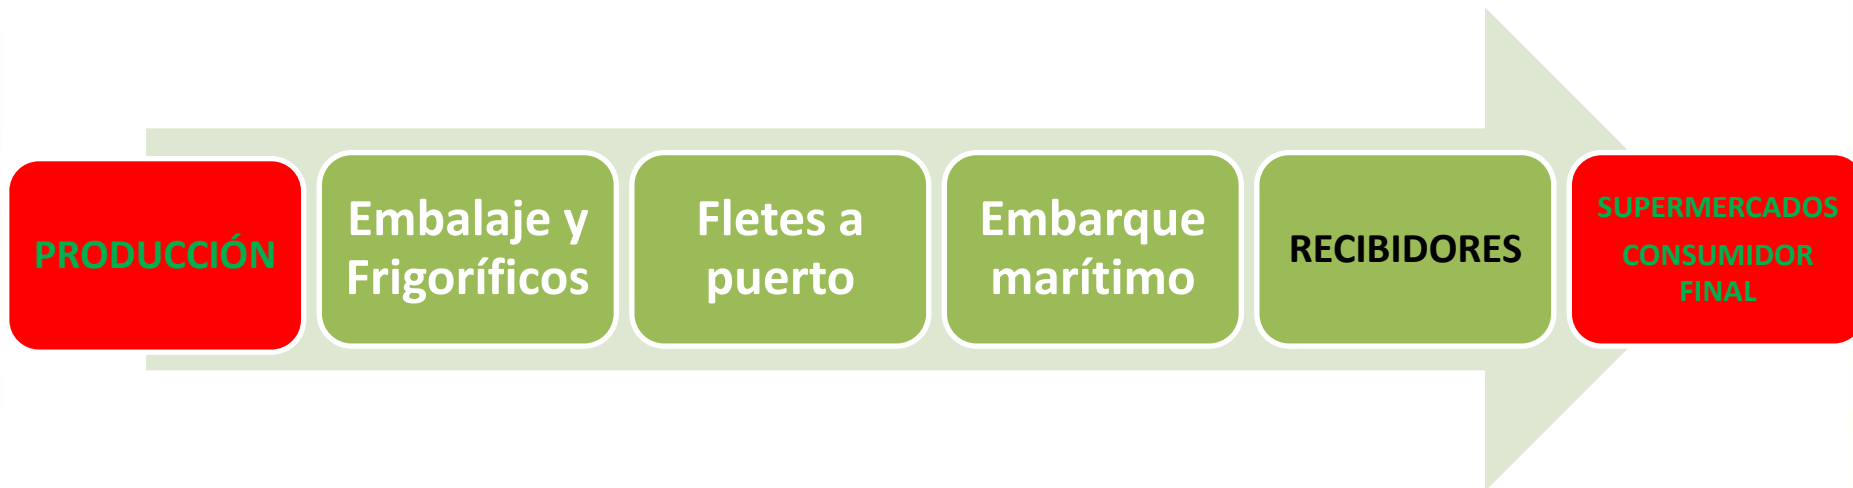 PRODUCCIÓN
Embalaje y
Frigoríficos
Fletes a
puerto
Embarque
marítimo
RECIBIDORES
SUPERMERCADOS
CONSUMIDOR
FINAL